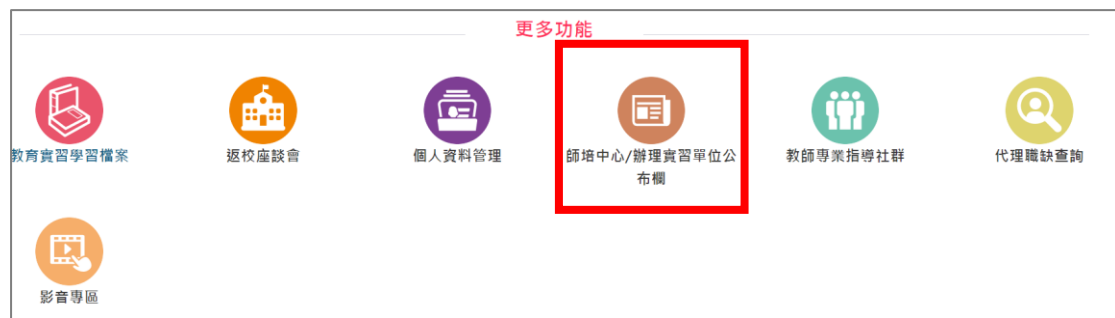 更多功能
教育實習學習檔案
返校座談會
個人資料管理
師培中心/辦理實習單位公
布欄
教師專業指導社群
代理職缺查詢
影音專區